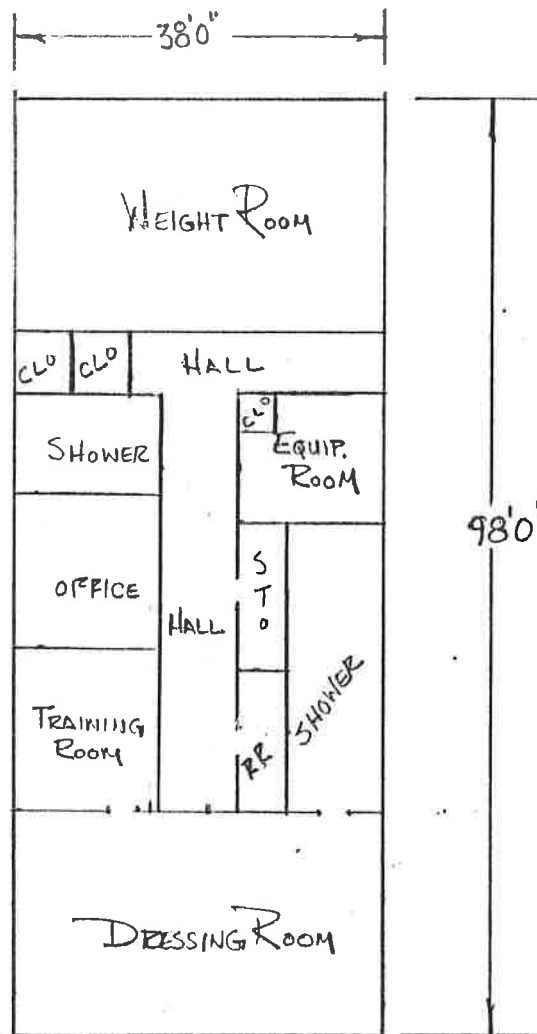 38'0"
WEIGHT ROOM
CLO
CLO
HALL
CLO
SHOWER
EQUIP.
ROOM
98'0"
OFFICE
STO
HALL
SHOWER
TRAINING
ROOM
RR
DRESSING ROOM